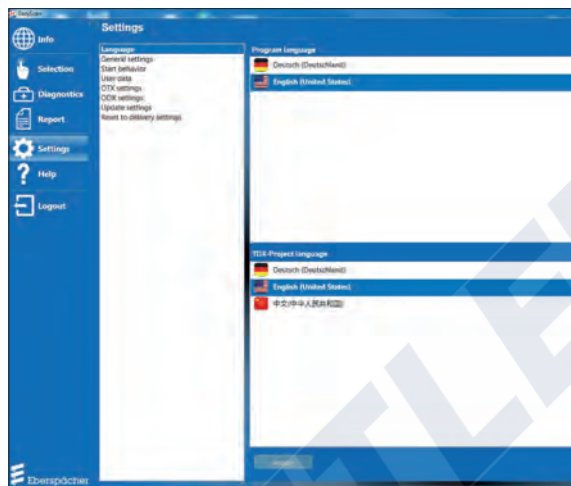 Settings
Info
Selection
Diagnostics
Report
Settings
Help
Logout
Language
General settings
Start behavior
User data
OTX settings
ODX settings
Update settings
Reset to delivery settings
Program language
Deutsch (Deutschland)
English (United States)
TDX-Project language
Deutsch (Deutschland)
English (United States)
中文(中华人民共和国)
Eberspächer